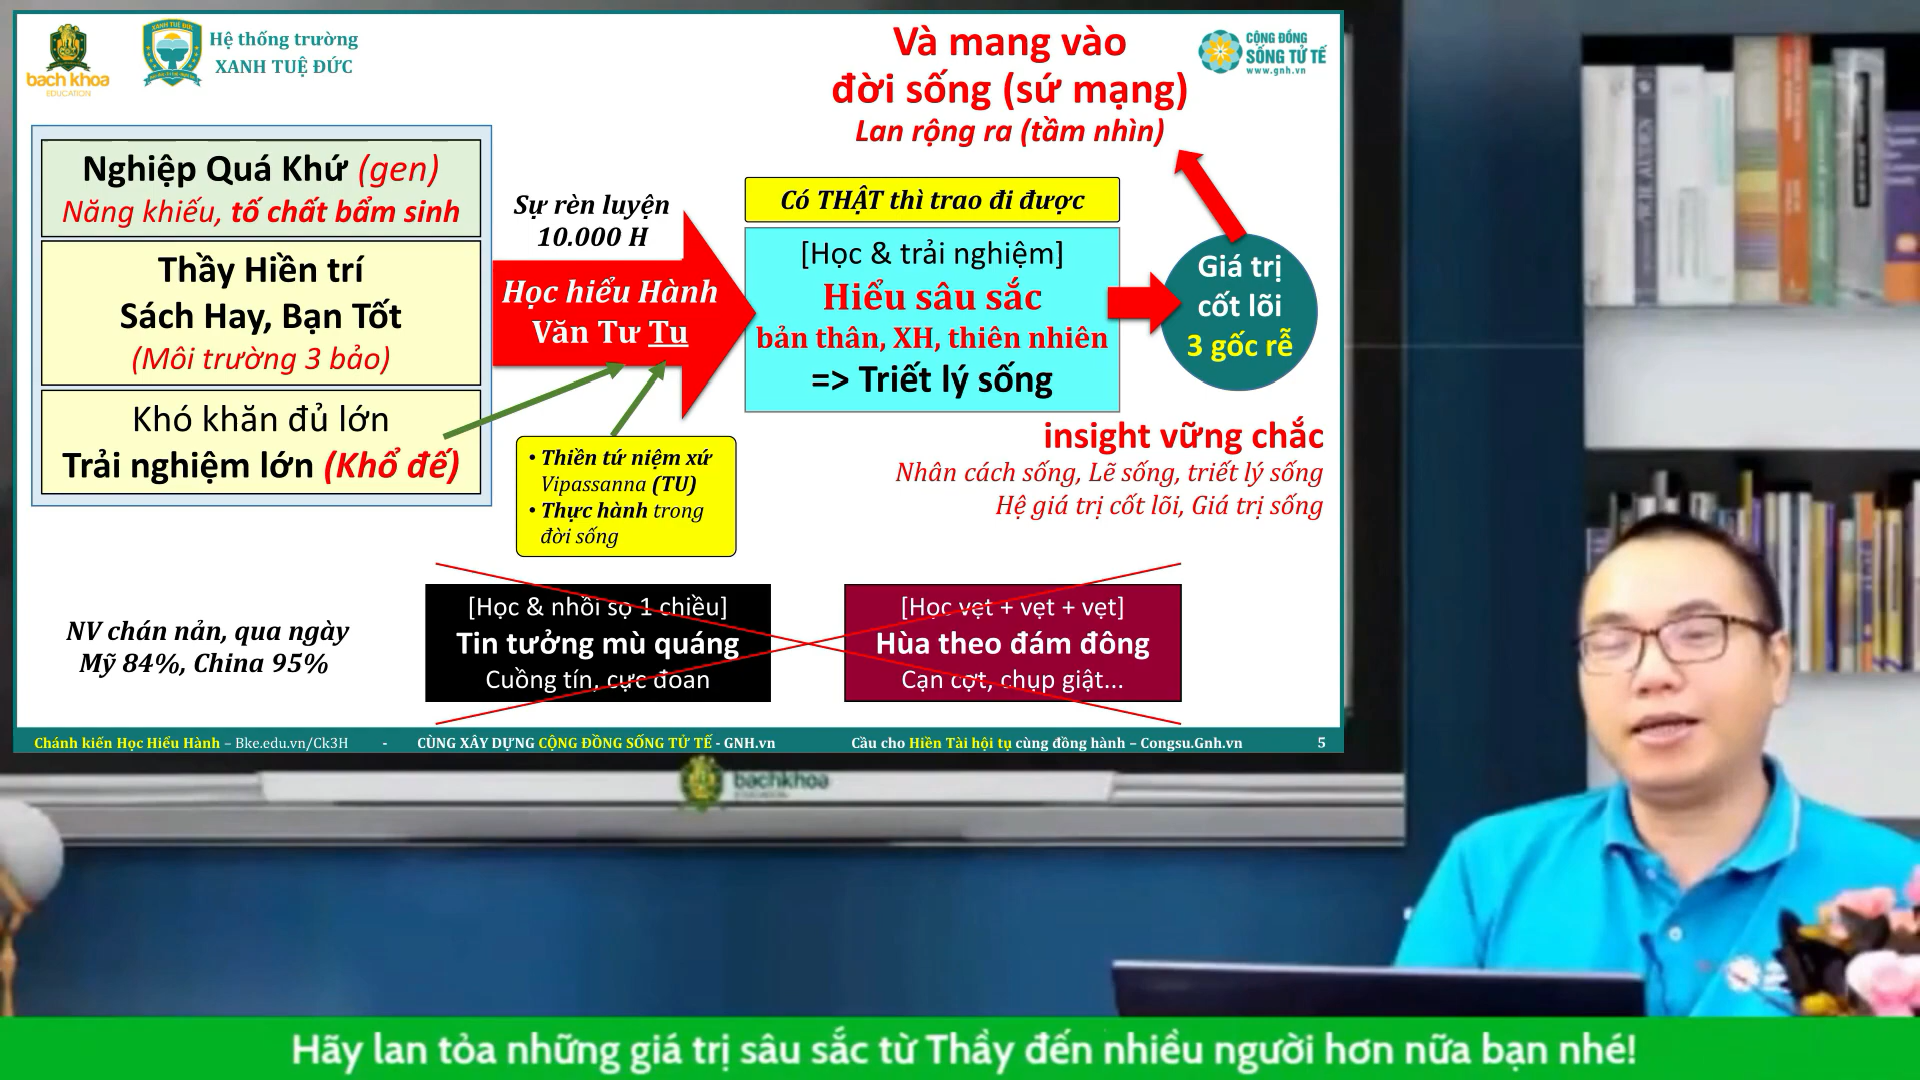 bach khoa
EDUCATION
XANH TUỆ ĐỨC
Hệ thống trường
XANH TUỆ ĐỨC
Và mang vào
đời sống (sứ mạng)
Lan rộng ra (tầm nhìn)
CỘNG ĐỒNG
SỐNG TỬ TẾ
www.gnh.vn
Nghiệp Quá Khứ (gen)
Năng khiếu, tố chất bẩm sinh
Thầy Hiền trí
Sách Hay, Bạn Tốt
(Môi trường 3 bảo)
Khó khăn đủ lớn
Trải nghiệm lớn (Khổ đế)
Sự rèn luyện
10.000 H
Học hiểu Hành
Văn Tư Tu
• Thiền tứ niệm xứ
Vipassanna (TU)
• Thực hành trong
đời sống
Có THẬT thì trao đi được
[Học & trải nghiệm]
Hiểu sâu sắc
bản thân, XH, thiên nhiên
=> Triết lý sống
Giá trị
cốt lõi
3 gốc rễ
insight vững chắc
Nhân cách sống, Lẽ sống, triết lý sống
Hệ giá trị cốt lõi, Giá trị sống
NV chán nản, qua ngày
Mỹ 84%, China 95%
[Học & nhồi sọ 1 chiều]
Tin tưởng mù quáng
Cuồng tín, cực đoan
[Học vẹt + vẹt + vẹt]
Hùa theo đám đông
Cạn cợt, chụp giật...
Chánh kiến Học Hiểu Hành – Bke.edu.vn/Ck3H - CÙNG XÂY DỰNG CỘNG ĐỒNG SỐNG TỬ TẾ - GNH.vn Cầu cho Hiền Tài hội tụ cùng đồng hành – Congsu.Gnh.vn 5
bachkhoa
EDUCATION
Hãy lan tỏa những giá trị sâu sắc từ Thầy đến nhiều người hơn nữa bạn nhé!